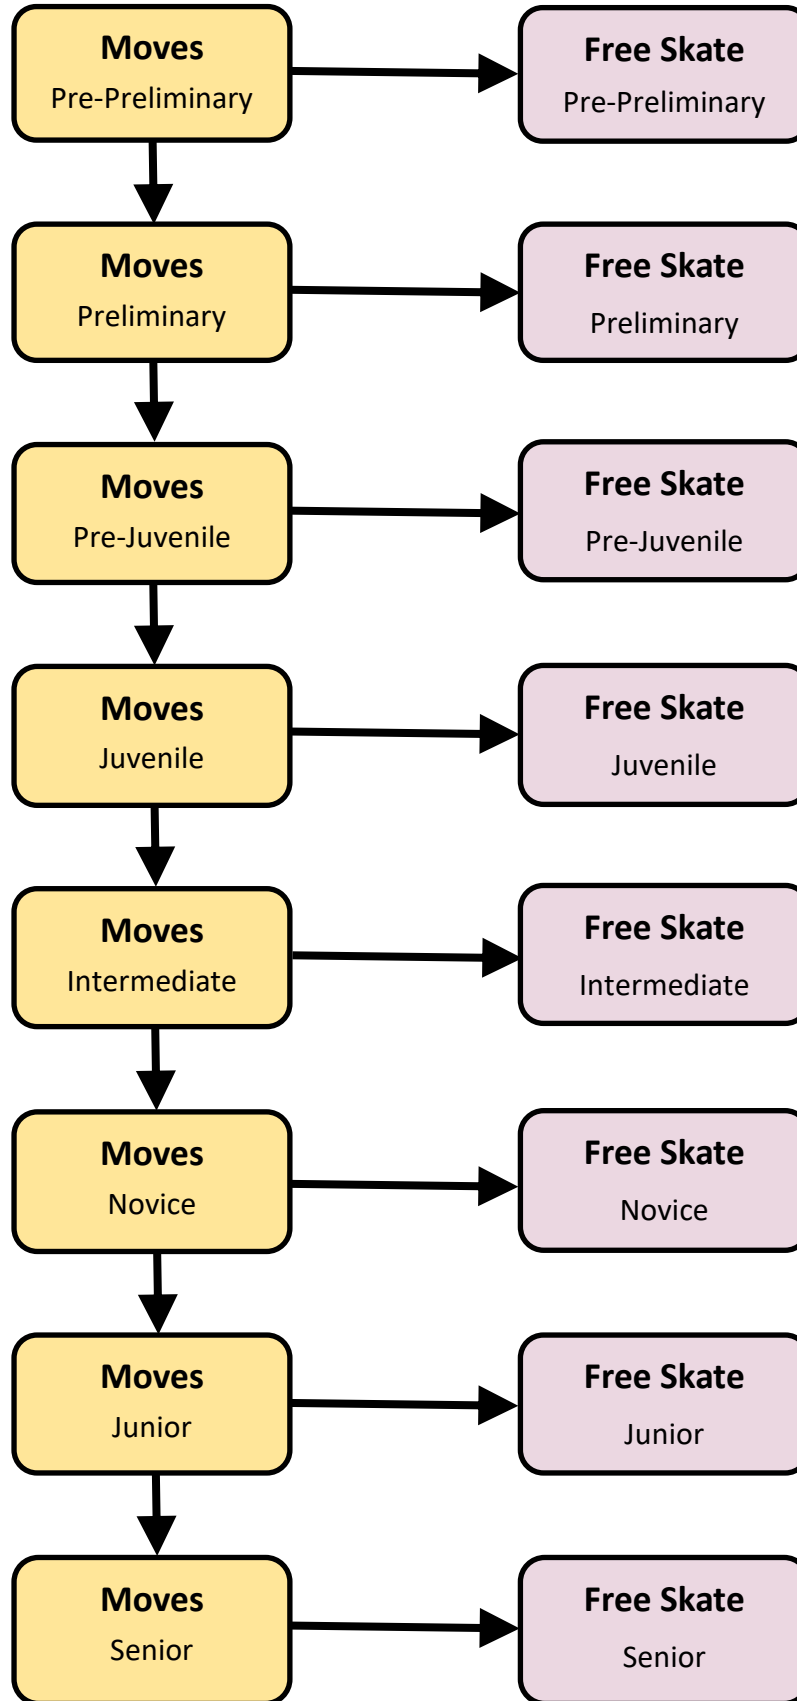 Moves
Pre-Preliminary
Free Skate
Pre-Preliminary
Moves
Preliminary
Free Skate
Preliminary
Moves
Pre-Juvenile
Free Skate
Pre-Juvenile
Moves
Juvenile
Free Skate
Juvenile
Moves
Intermediate
Free Skate
Intermediate
Moves
Novice
Free Skate
Novice
Moves
Junior
Free Skate
Junior
Moves
Senior
Free Skate
Senior